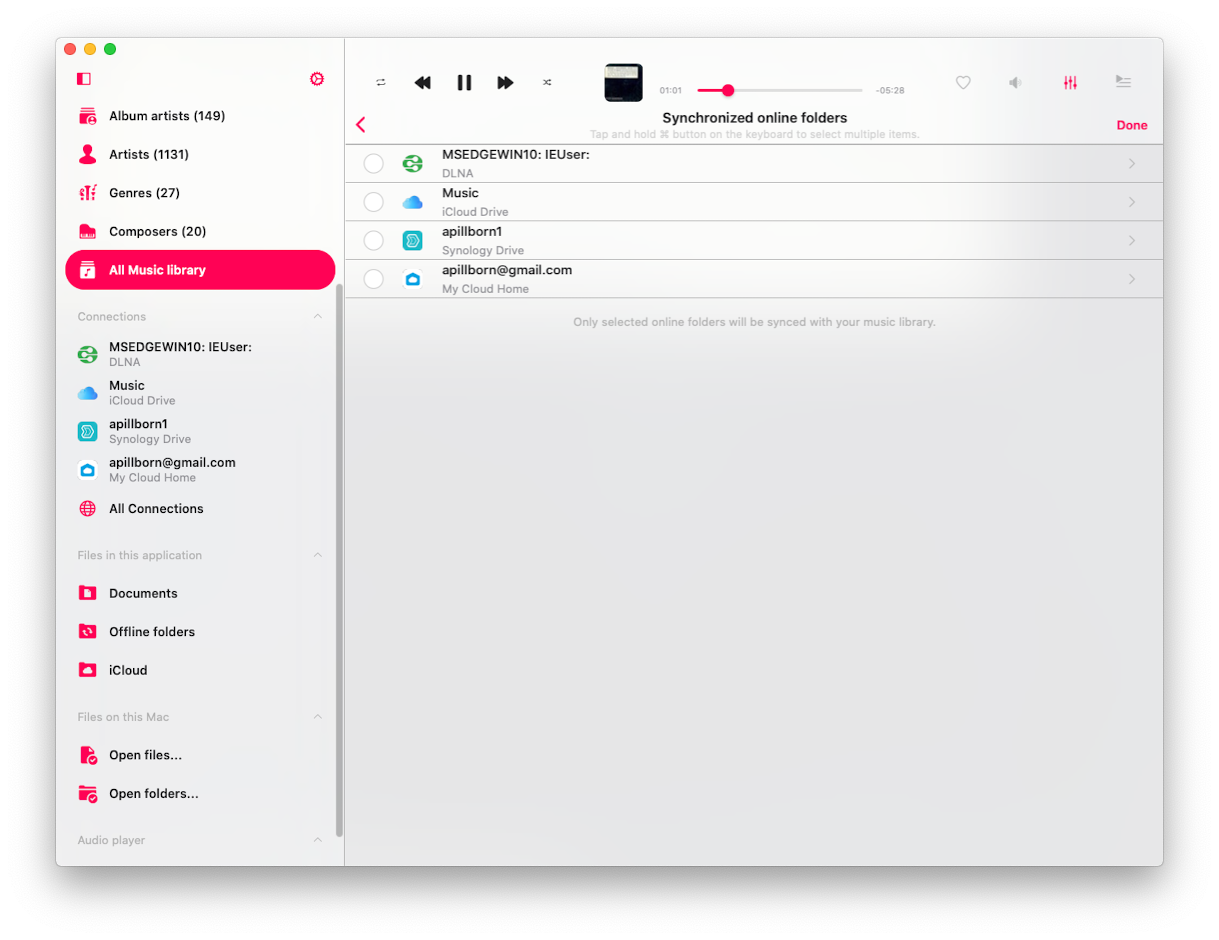 Album artists (149)
Artists (1131)
Genres (27)
Composers (20)
All Music library
Connections
MSEDGEWIN10: IEUser:
DLNA
Music
iCloud Drive
apillborn1
Synology Drive
apillborn@gmail.com
My Cloud Home
All Connections
Files in this application
Documents
Offline folders
iCloud
Files on this Mac
Open files...
Open folders...
Audio player
01:01
-05:28
Synchronized online folders
Tap and hold ⌘ button on the keyboard to select multiple items.
Done
MSEDGEWIN10: IEUser:
DLNA
Music
iCloud Drive
apillborn1
Synology Drive
apillborn@gmail.com
My Cloud Home
Only selected online folders will be synced with your music library.